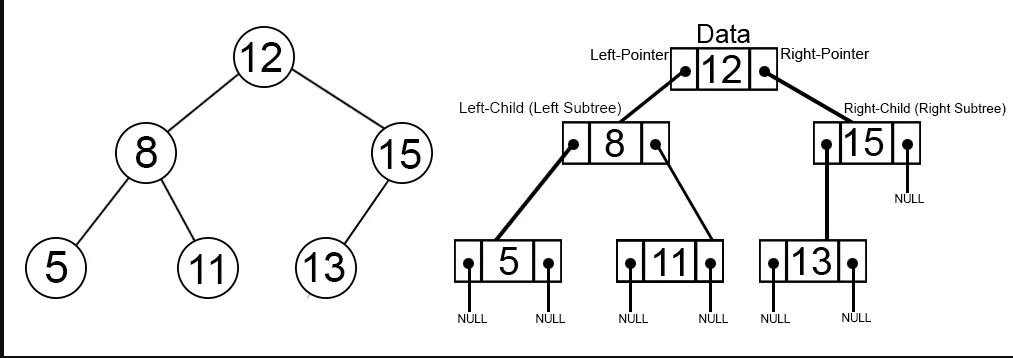 12
8
15
5
11
13
Data
Left-Pointer
12
Right-Pointer
Left-Child (Left Subtree)
Right-Child (Right Subtree)
8
15
NULL
5
11
13
NULL
NULL
NULL
NULL
NULL
NULL